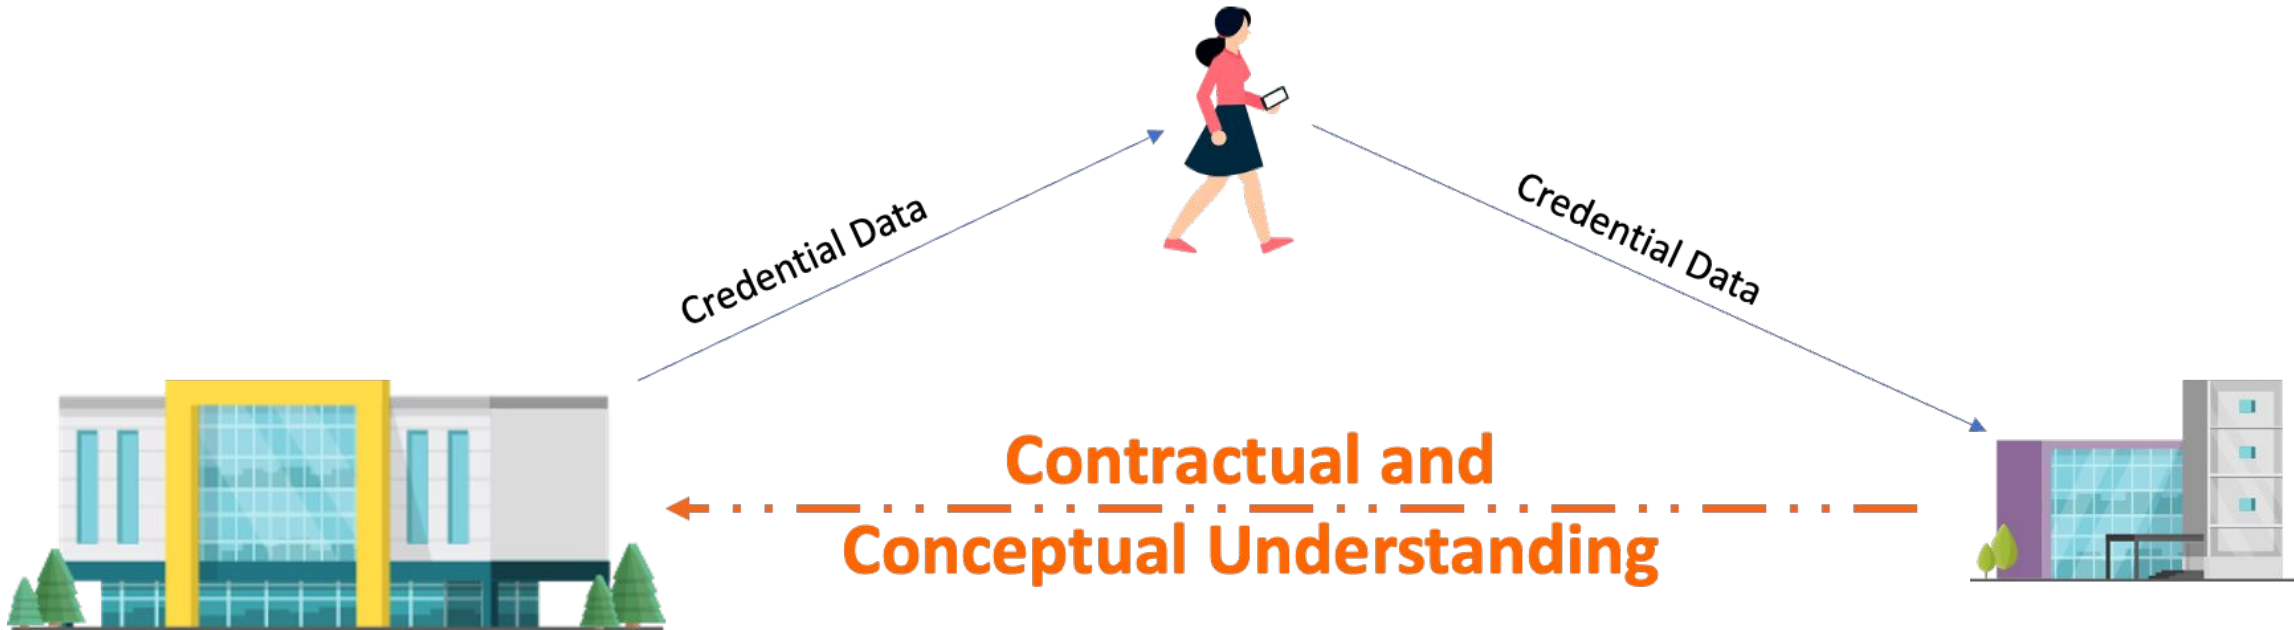 Credential Data
Credential Data
Contractual and
Conceptual Understanding